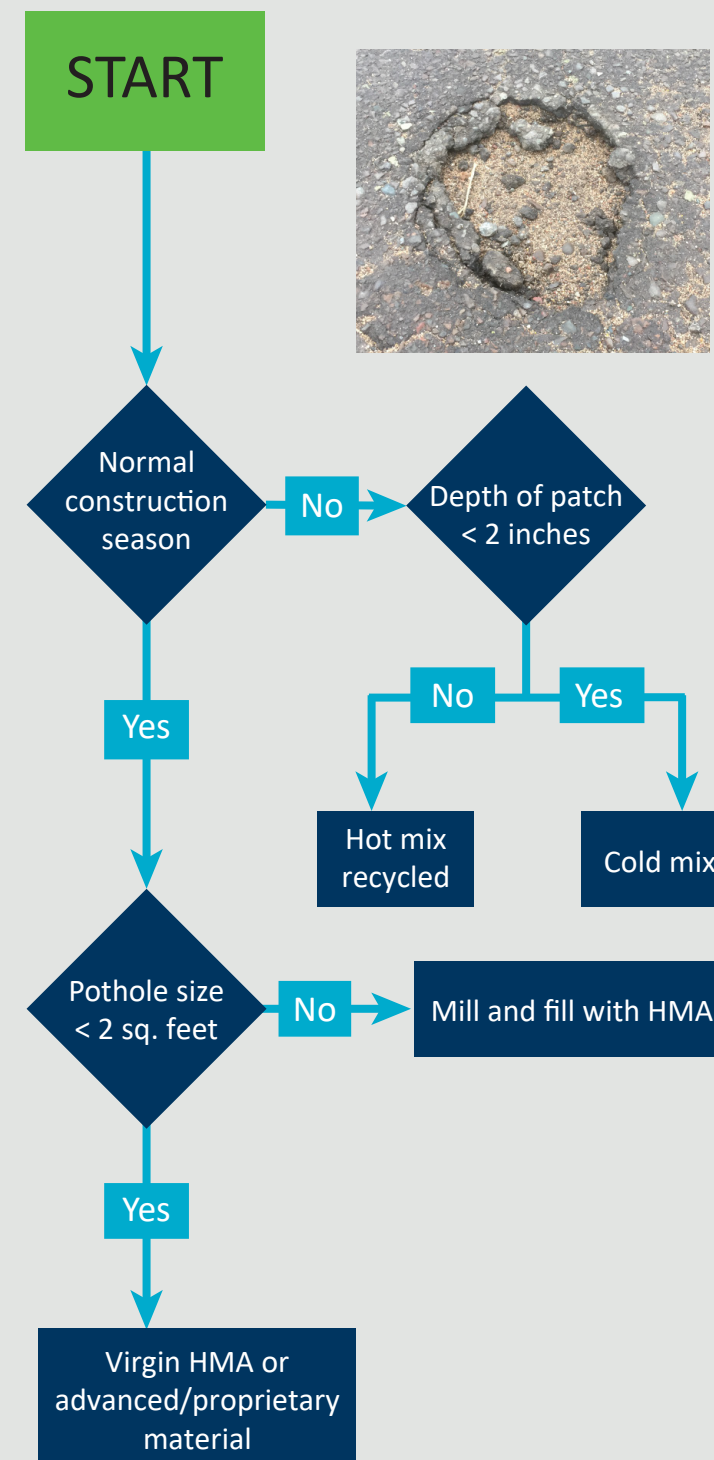 START
Normal
construction
season
No
Depth of patch
< 2 inches
Yes
No
Yes
Hot mix
recycled
Cold mix
Pothole size
< 2 sq. feet
No
Mill and fill with HMA
Yes
Virgin HMA or
advanced/proprietary
material